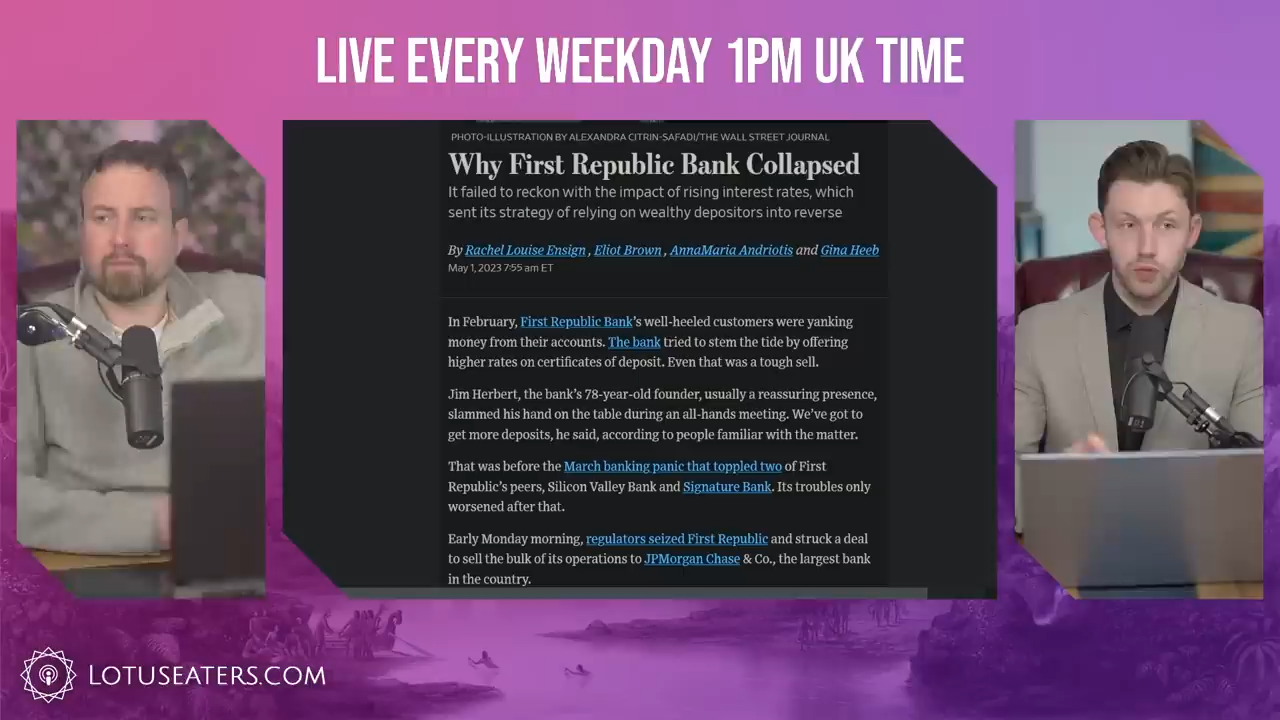 LIVE EVERY WEEKDAY 1PM UK TIME
PHOTO-ILLUSTRATION BY ALEXANDRA CITRIN-SAFADI/THE WALL STREET JOURNAL
Why First Republic Bank Collapsed
It failed to reckon with the impact of rising interest rates, which
sent its strategy of relying on wealthy depositors into reverse
By Rachel Louise Ensign , Eliot Brown , AnnaMaria Andriotis and Gina Heeb
May 1, 2023 7:55 am ET
In February, First Republic Bank’s well-heeled customers were yanking
money from their accounts. The bank tried to stem the tide by offering
higher rates on certificates of deposit. Even that was a tough sell.
Jim Herbert, the bank’s 78-year-old founder, usually a reassuring presence,
slammed his hand on the table during an all-hands meeting. We’ve got to
get more deposits, he said, according to people familiar with the matter.
That was before the March banking panic that toppled two of First
Republic’s peers, Silicon Valley Bank and Signature Bank. Its troubles only
worsened after that.
Early Monday morning, regulators seized First Republic and struck a deal
to sell the bulk of its operations to JPMorgan Chase & Co., the largest bank
in the country.
LOTUSEATERS.COM